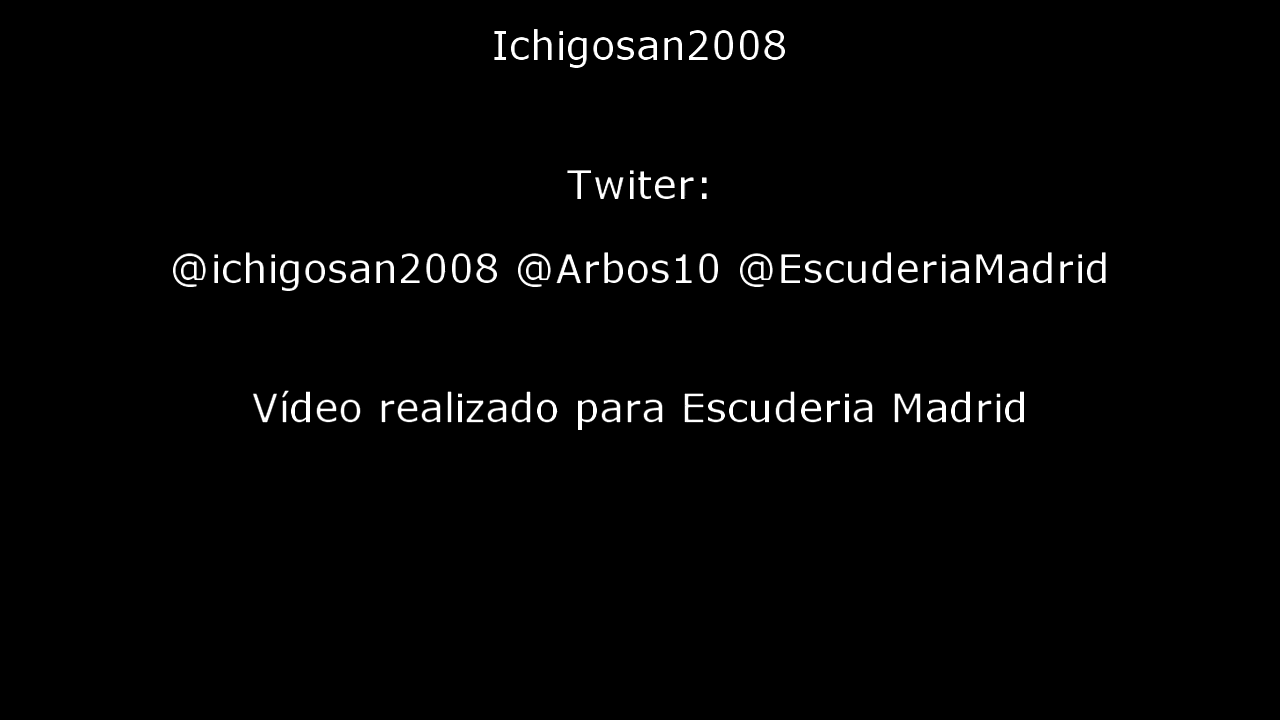 Ichigosan2008
Twiter:
@ichigosan2008 @Arbos10 @EscuderiaMadrid
Vídeo realizado para Escuderia Madrid